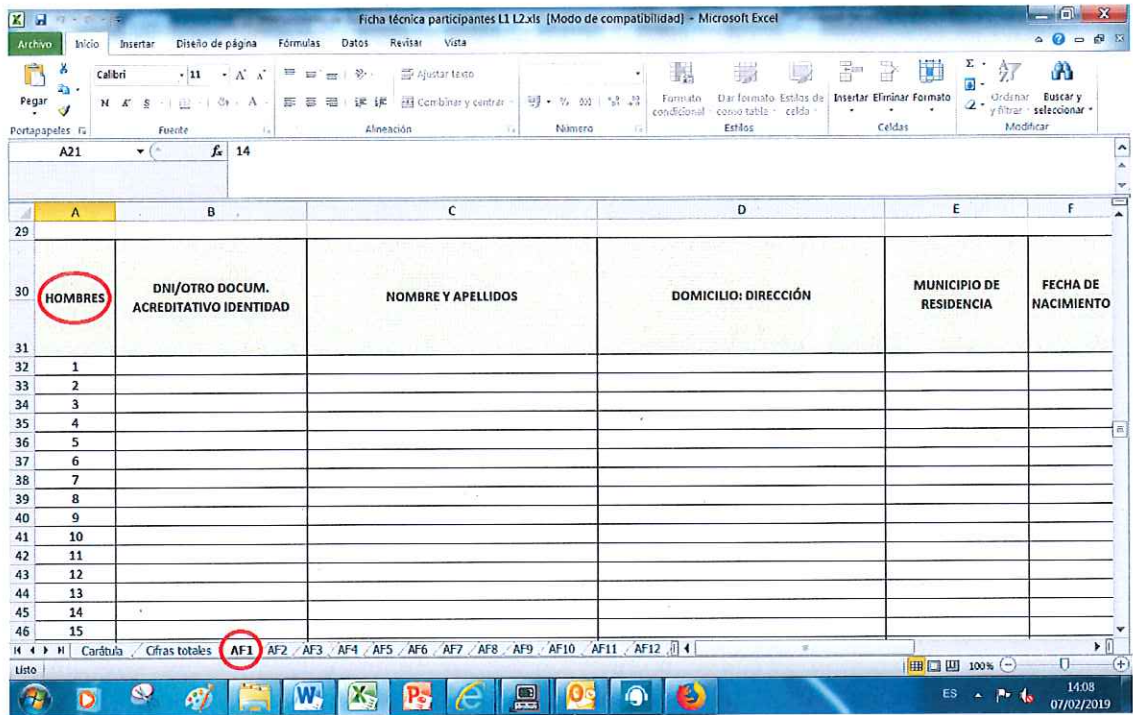 Ficha técnica participantes L1 L2.xls [Modo de compatibilidad] - Microsoft Excel
Archivo Inicio Insertar Diseño de página Fórmulas Datos Revisar Vista
Calibri 11 A A Ajustar texto Σ
Pegar N K S A Combinar y centrar % 000 Formato condicional Dar formato como tabla Estilos de celda Insertar Eliminar Formato Ordenar y filtrar Buscar y seleccionar
Portapapeles Fuente Alineación Número Estilos Celdas Modificar
A21 fx 14
A B C D E F
29
30 HOMBRES DNI/OTRO DOCUM. ACREDITATIVO IDENTIDAD NOMBRE Y APELLIDOS DOMICILIO: DIRECCIÓN MUNICIPIO DE RESIDENCIA FECHA DE NACIMIENTO
31
32 1
33 2
34 3
35 4
36 5
37 6
38 7
39 8
40 9
41 10
42 11
43 12
44 13
45 14
46 15
Carátula Cifras totales AF1 AF2 AF3 AF4 AF5 AF6 AF7 AF8 AF9 AF10 AF11 AF12
Listo 100%
ES 14:08
07/02/2019